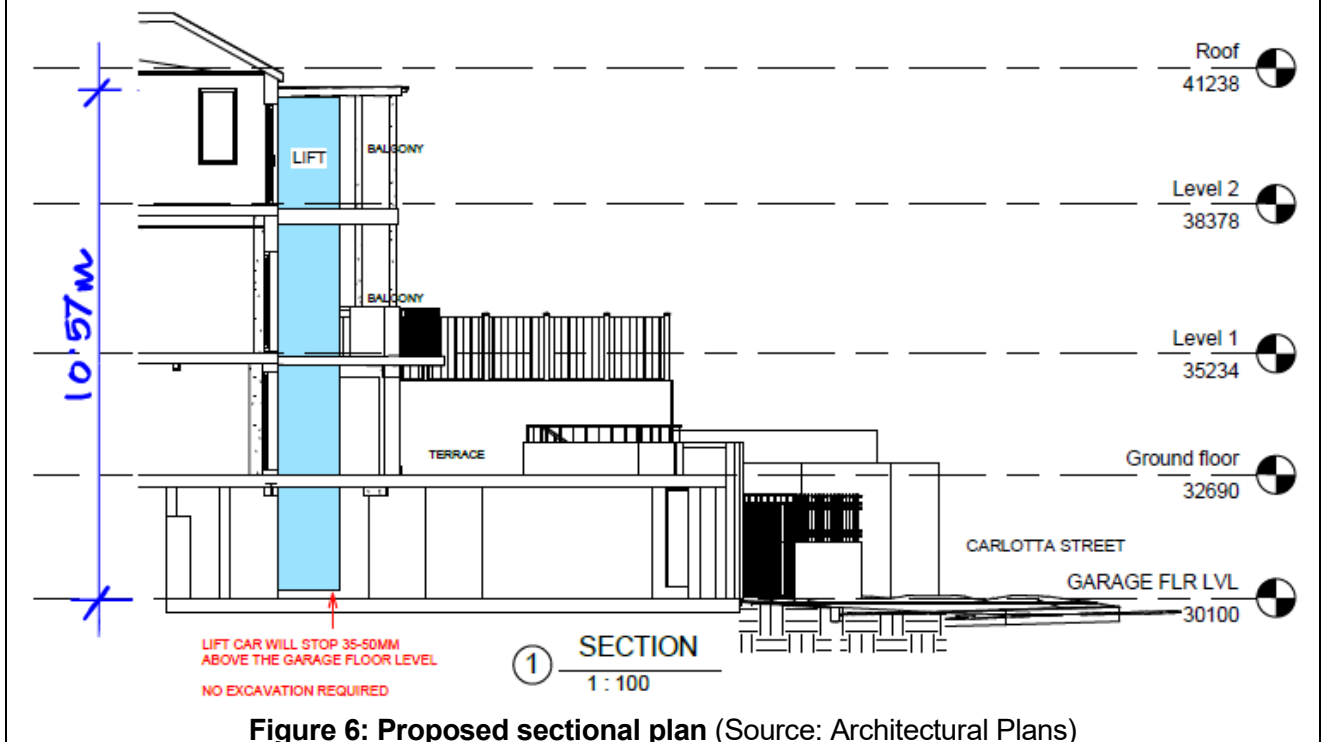 Roof
41238
LIFT
BALCONY
Level 2
38378
10.57m
BALCONY
Level 1
35234
TERRACE
Ground floor
32690
CARLOTTA STREET
GARAGE FLR LVL
30100
LIFT CAR WILL STOP 35-50MM
ABOVE THE GARAGE FLOOR LEVEL
NO EXCAVATION REQUIRED
1 SECTION
1 : 100
Figure 6: Proposed sectional plan (Source: Architectural Plans)